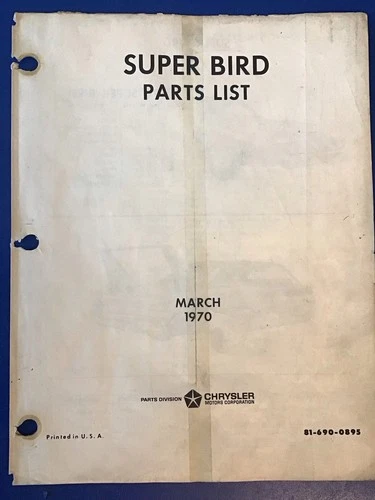 SUPER BIRD
PARTS LIST
MARCH
1970
PARTS DIVISION CHRYSLER
MOTORS CORPORATION
Printed in U. S. A.
81-690-0895